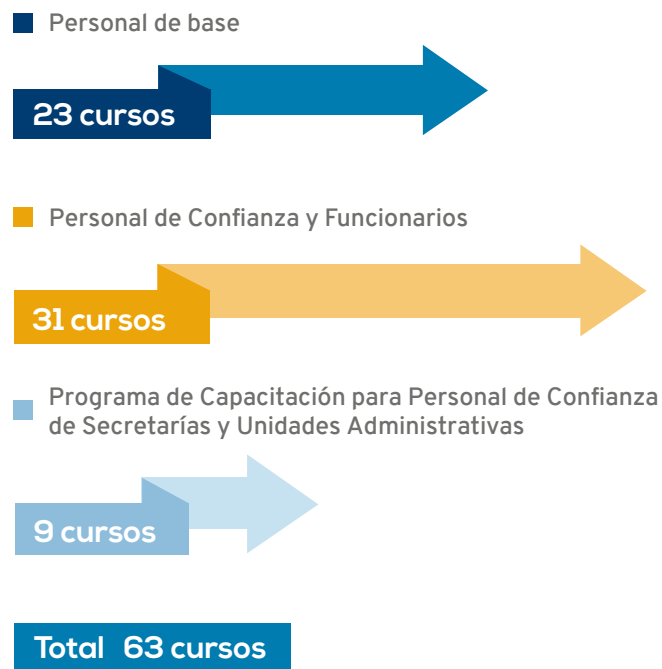 Personal de base
23 cursos
Personal de Confianza y Funcionarios
31 cursos
Programa de Capacitación para Personal de Confianza
de Secretarías y Unidades Administrativas
9 cursos
Total 63 cursos